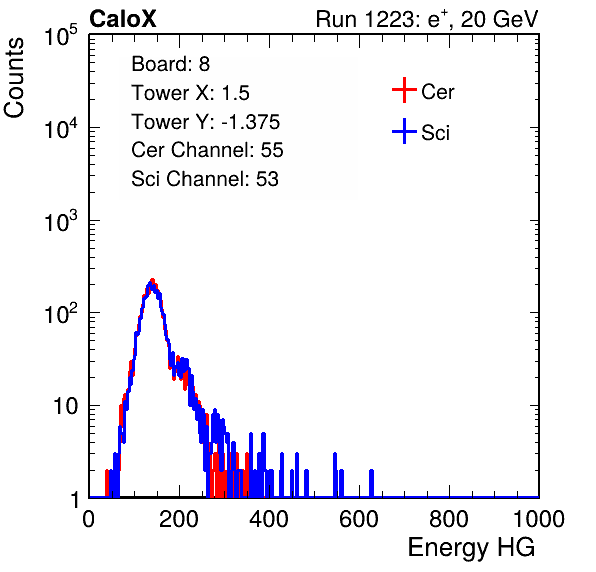 CaloX Run 1223: e+, 20 GeV
Counts
10^5
10^4
10^3
10^2
10
1
Board: 8
Tower X: 1.5
Tower Y: -1.375
Cer Channel: 55
Sci Channel: 53
Cer
Sci
0 200 400 600 800 1000
Energy HG